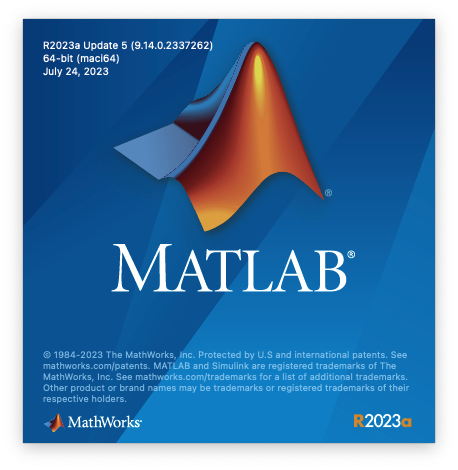 R2023a Update 5 (9.14.0.2337262)
64-bit (maci64)
July 24, 2023
®
MATLAB®
© 1984-2023 The MathWorks, Inc. Protected by U.S and international patents. See
mathworks.com/patents. MATLAB and Simulink are registered trademarks of The
MathWorks, Inc. See mathworks.com/trademarks for a list of additional trademarks.
Other product or brand names may be trademarks or registered trademarks of their
respective holders.
MathWorks®
R2023a